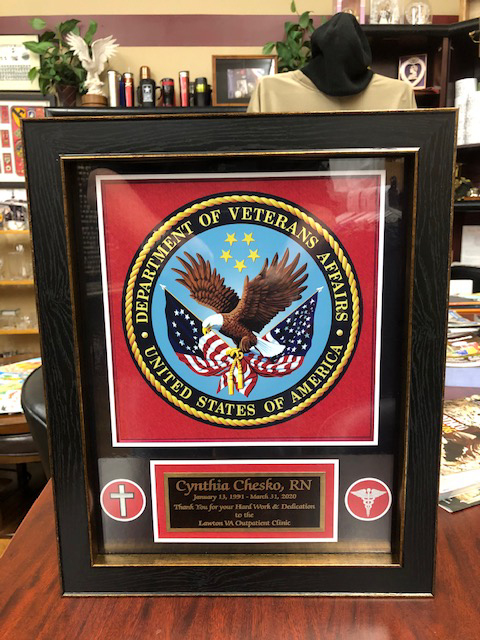 DEPARTMENT OF VETERANS AFFAIRS
UNITED STATES OF AMERICA
Cynthia Chesko, RN
January 13, 1991 - March 31, 2020
Thank You for your Hard Work & Dedication
to the
Lawton VA Outpatient Clinic